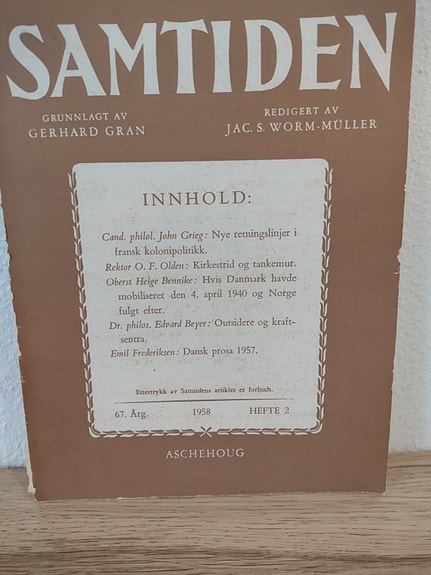 SAMTIDEN
GRUNNLAGT AV
GERHARD GRAN
REDIGERT AV
JAC. S. WORM-MÜLLER
INNHOLD:
Cand. philol. John Grieg: Nye retningslinjer i
fransk kolonipolitikk.
Rektor O. F. Olden: Kirkestrid og tankemur.
Oberst Helge Bennike: Hvis Danmark havde
mobiliseret den 4. april 1940 og Norge
fulgt efter.
Dr. philos. Edvard Beyer: Outsidere og kraft-
sentra.
Emil Frederiksen: Dansk prosa 1957.
Ettertrykk av Samtidens artikler er forbudt.
67. Årg. 1958 HEFTE 2
ASCHEHOUG